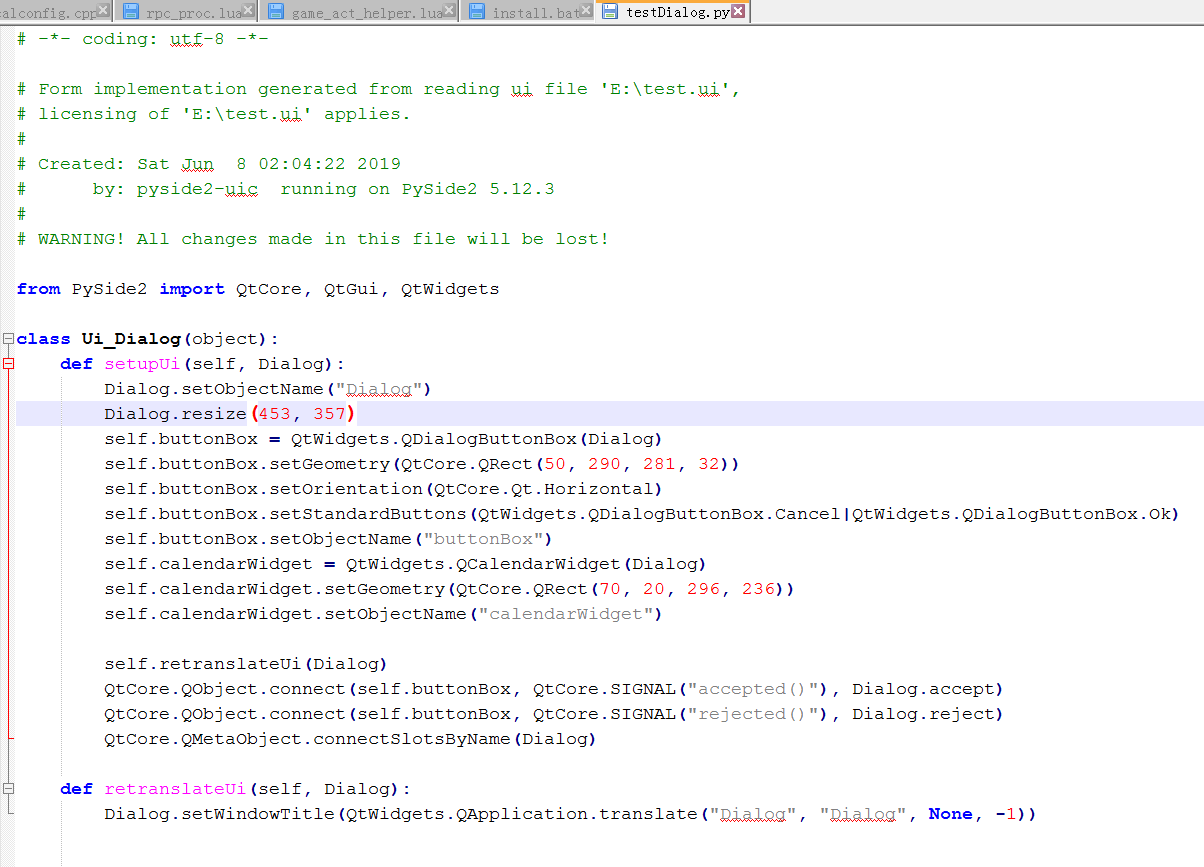 alconfig.cpp rpc_proc.lua game_act_helper.lua install.bat testDialog.py
# -*- coding: utf-8 -*-
# Form implementation generated from reading ui file 'E:\test.ui',
# licensing of 'E:\test.ui' applies.
#
# Created: Sat Jun  8 02:04:22 2019
#      by: pyside2-uic  running on PySide2 5.12.3
#
# WARNING! All changes made in this file will be lost!
from PySide2 import QtCore, QtGui, QtWidgets
class Ui_Dialog(object):
    def setupUi(self, Dialog):
        Dialog.setObjectName("Dialog")
        Dialog.resize(453, 357)
        self.buttonBox = QtWidgets.QDialogButtonBox(Dialog)
        self.buttonBox.setGeometry(QtCore.QRect(50, 290, 281, 32))
        self.buttonBox.setOrientation(QtCore.Qt.Horizontal)
        self.buttonBox.setStandardButtons(QtWidgets.QDialogButtonBox.Cancel|QtWidgets.QDialogButtonBox.Ok)
        self.buttonBox.setObjectName("buttonBox")
        self.calendarWidget = QtWidgets.QCalendarWidget(Dialog)
        self.calendarWidget.setGeometry(QtCore.QRect(70, 20, 296, 236))
        self.calendarWidget.setObjectName("calendarWidget")
        self.retranslateUi(Dialog)
        QtCore.QObject.connect(self.buttonBox, QtCore.SIGNAL("accepted()"), Dialog.accept)
        QtCore.QObject.connect(self.buttonBox, QtCore.SIGNAL("rejected()"), Dialog.reject)
        QtCore.QMetaObject.connectSlotsByName(Dialog)
    def retranslateUi(self, Dialog):
        Dialog.setWindowTitle(QtWidgets.QApplication.translate("Dialog", "Dialog", None, -1))